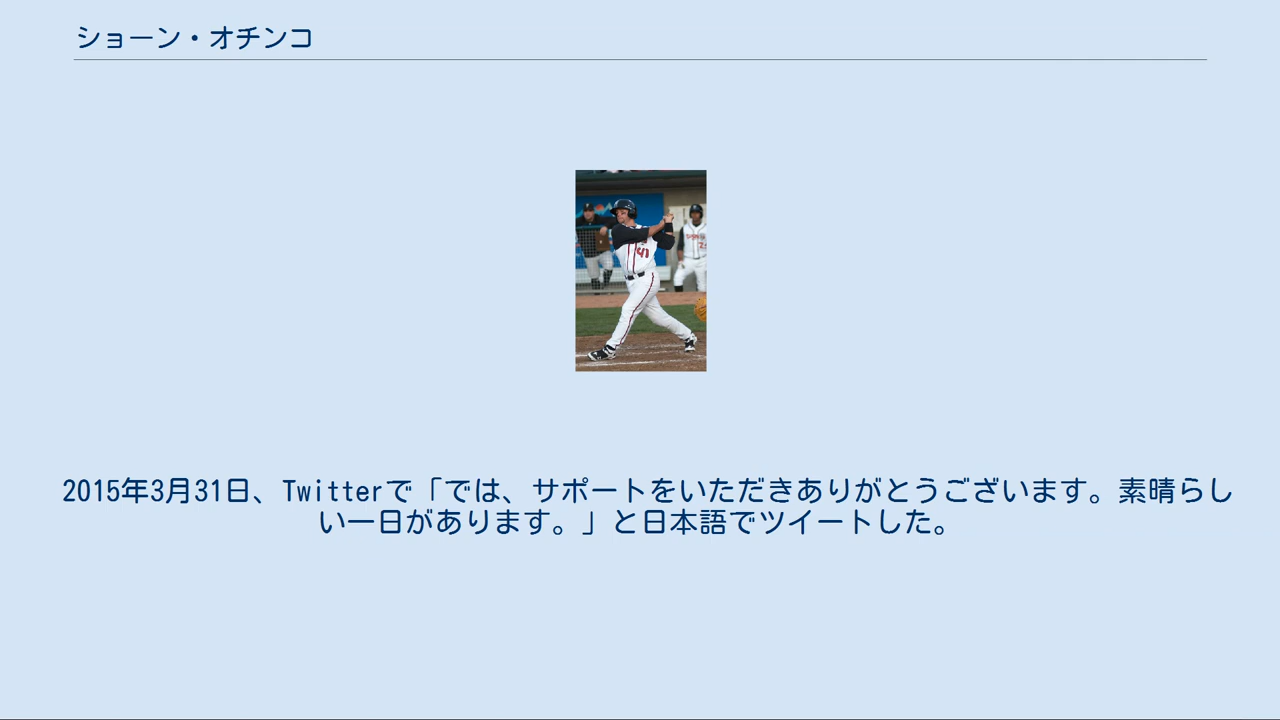 ショーン・オチンコ
2015年3月31日、Twitterで「では、サポートをいただきありがとうございます。素晴らし
い一日があります。」と日本語でツイートした。